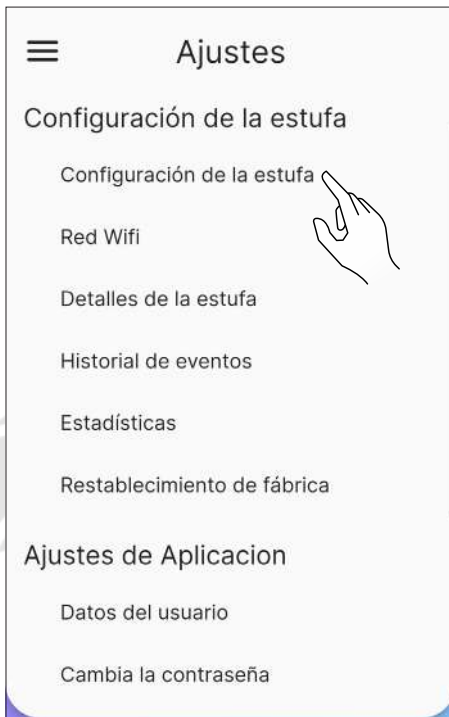 Ajustes
Configuración de la estufa
Configuración de la estufa
Red Wifi
Detalles de la estufa
Historial de eventos
Estadísticas
Restablecimiento de fábrica
Ajustes de Aplicacion
Datos del usuario
Cambia la contraseña